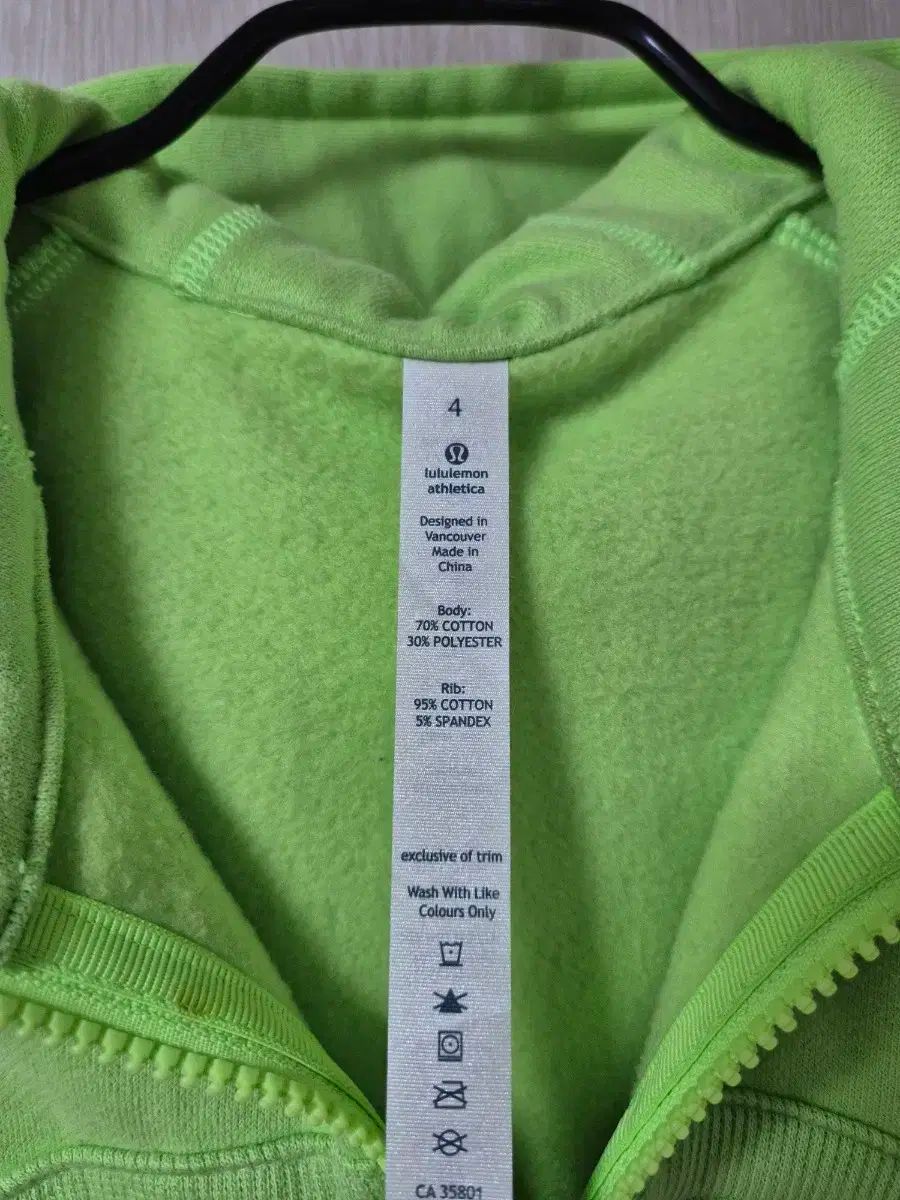 4
lululemon
athletica
Designed in
Vancouver
Made in
China
Body:
70% COTTON
30% POLYESTER
Rib:
95% COTTON
5% SPANDEX
exclusive of trim
Wash With Like
Colours Only
CA 35801